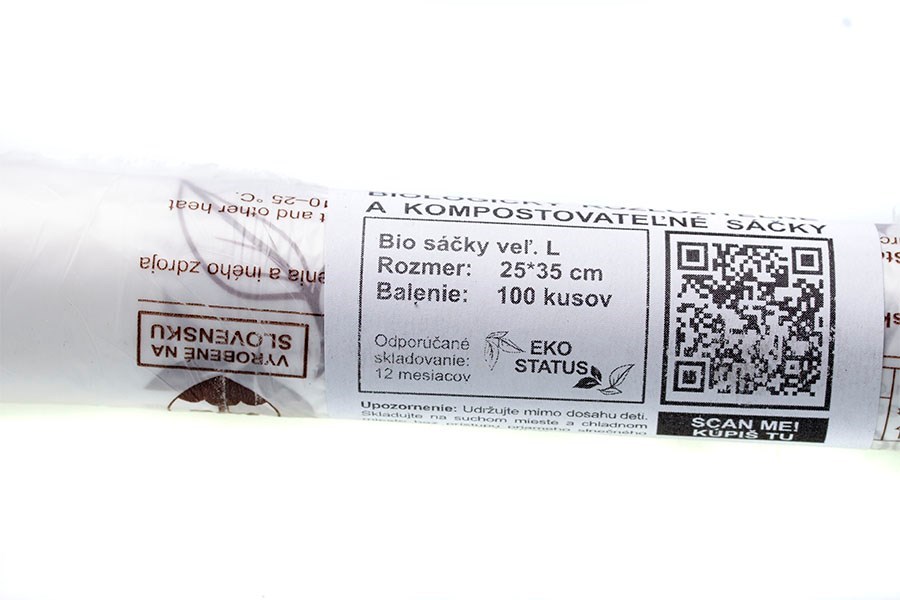 BIOLOGICKY ROZLOŽITEĽNÉ
A KOMPOSTOVATEĽNÉ SÁČKY
Bio sáčky veľ. L
Rozmer: 25*35 cm
Balenie: 100 kusov
Odporúčané
skladovanie:
12 mesiacov
EKO
STATUS
Upozornenie: Udržujte mimo dosahu detí.
Skladujte na suchom mieste a chladnom
SCAN ME!
KÚPIŠ TU
VYROBENÉ NA
SLOVENSKU
enia a iného zdroja
t and other heat
10–25 °C.